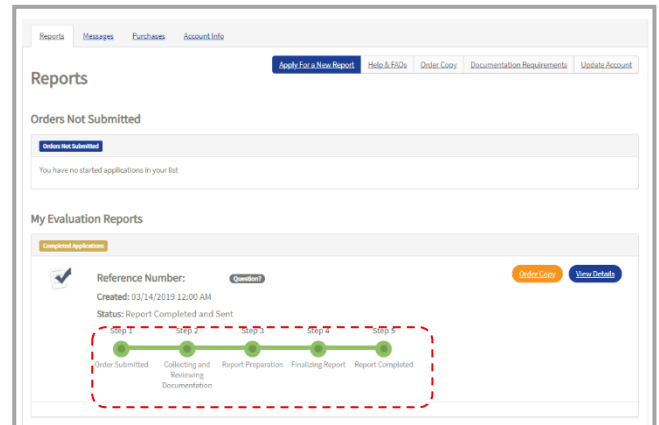 Reports Messages Purchases Account Info
Apply For a New Report Help & FAQs Order Copy Documentation Requirements Update Account
Reports
Orders Not Submitted
Orders Not Submitted
You have no started applications in your list
My Evaluation Reports
Completed Applications
Reference Number: Question? Order Copy View Details
Created: 03/14/2019 12:00 AM
Status: Report Completed and Sent
Step 1 Step 2 Step 3 Step 4 Step 5
Order Submitted Collecting and Report Preparation Finalizing Report Report Completed
Reviewing
Documentation